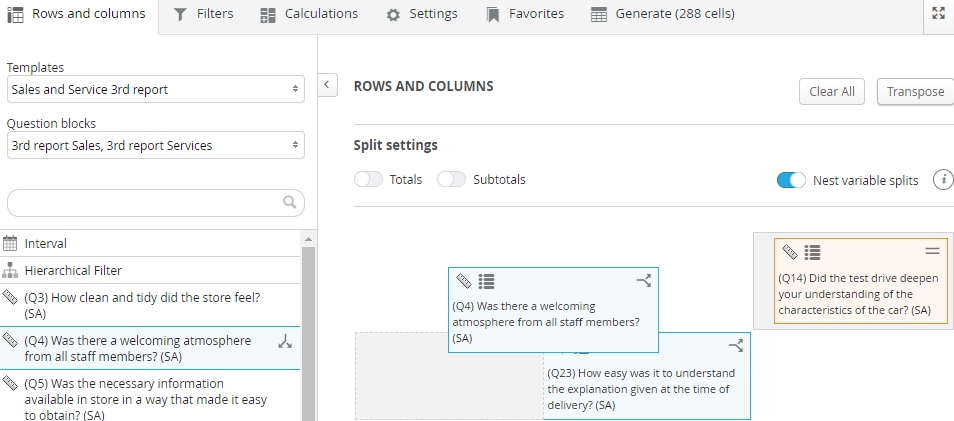 Rows and columns
Filters
Calculations
Settings
Favorites
Generate (288 cells)
Templates
Sales and Service 3rd report
Question blocks
3rd report Sales, 3rd report Services
Interval
Hierarchical Filter
(Q3) How clean and tidy did the store feel?
(SA)
(Q4) Was there a welcoming atmosphere
from all staff members? (SA)
(Q5) Was the necessary information
available in store in a way that made it easy
to obtain? (SA)
ROWS AND COLUMNS
Clear All
Transpose
Split settings
Totals
Subtotals
Nest variable splits
i
(Q14) Did the test drive deepen
your understanding of the
characteristics of the car? (SA)
(Q4) Was there a welcoming
atmosphere from all staff members?
(SA)
(Q23) How easy was it to understand
the explanation given at the time of
delivery? (SA)